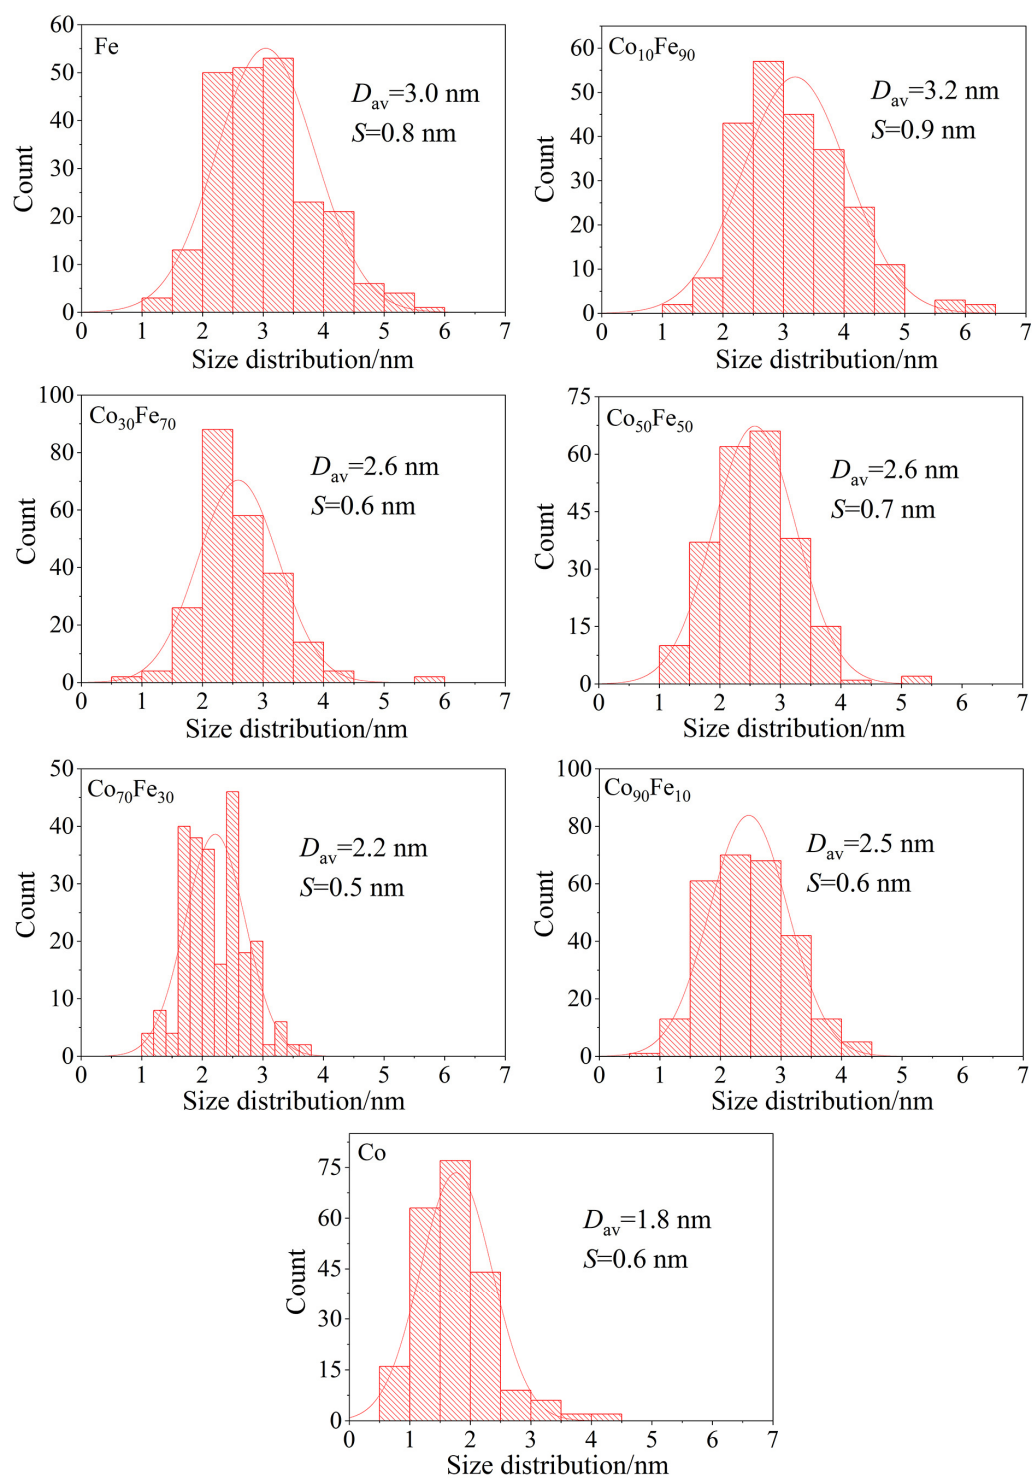 Fe
D_av=3.0 nm
S=0.8 nm
Count
60
50
40
30
20
10
0
0 1 2 3 4 5 6 7
Size distribution/nm
Co10Fe90
D_av=3.2 nm
S=0.9 nm
Count
60
50
40
30
20
10
0
0 1 2 3 4 5 6 7
Size distribution/nm
Co30Fe70
D_av=2.6 nm
S=0.6 nm
Count
100
80
60
40
20
0
0 1 2 3 4 5 6 7
Size distribution/nm
Co50Fe50
D_av=2.6 nm
S=0.7 nm
Count
75
60
45
30
15
0
0 1 2 3 4 5 6 7
Size distribution/nm
Co70Fe30
D_av=2.2 nm
S=0.5 nm
Count
50
40
30
20
10
0
0 1 2 3 4 5 6 7
Size distribution/nm
Co90Fe10
D_av=2.5 nm
S=0.6 nm
Count
100
80
60
40
20
0
0 1 2 3 4 5 6 7
Size distribution/nm
Co
D_av=1.8 nm
S=0.6 nm
Count
75
60
45
30
15
0
0 1 2 3 4 5 6 7
Size distribution/nm